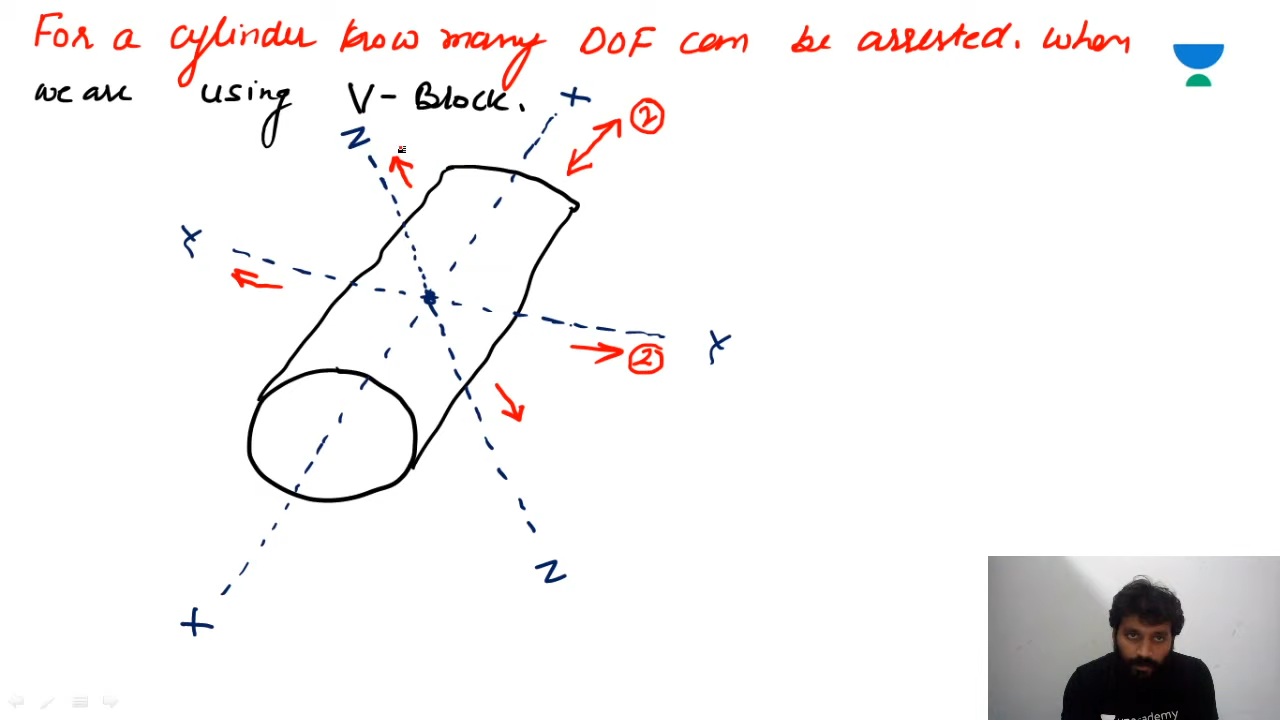 For a cylinder how many DOF can be arrested. when
we are using V-Block.
②
Z
Y
Y
②
Z